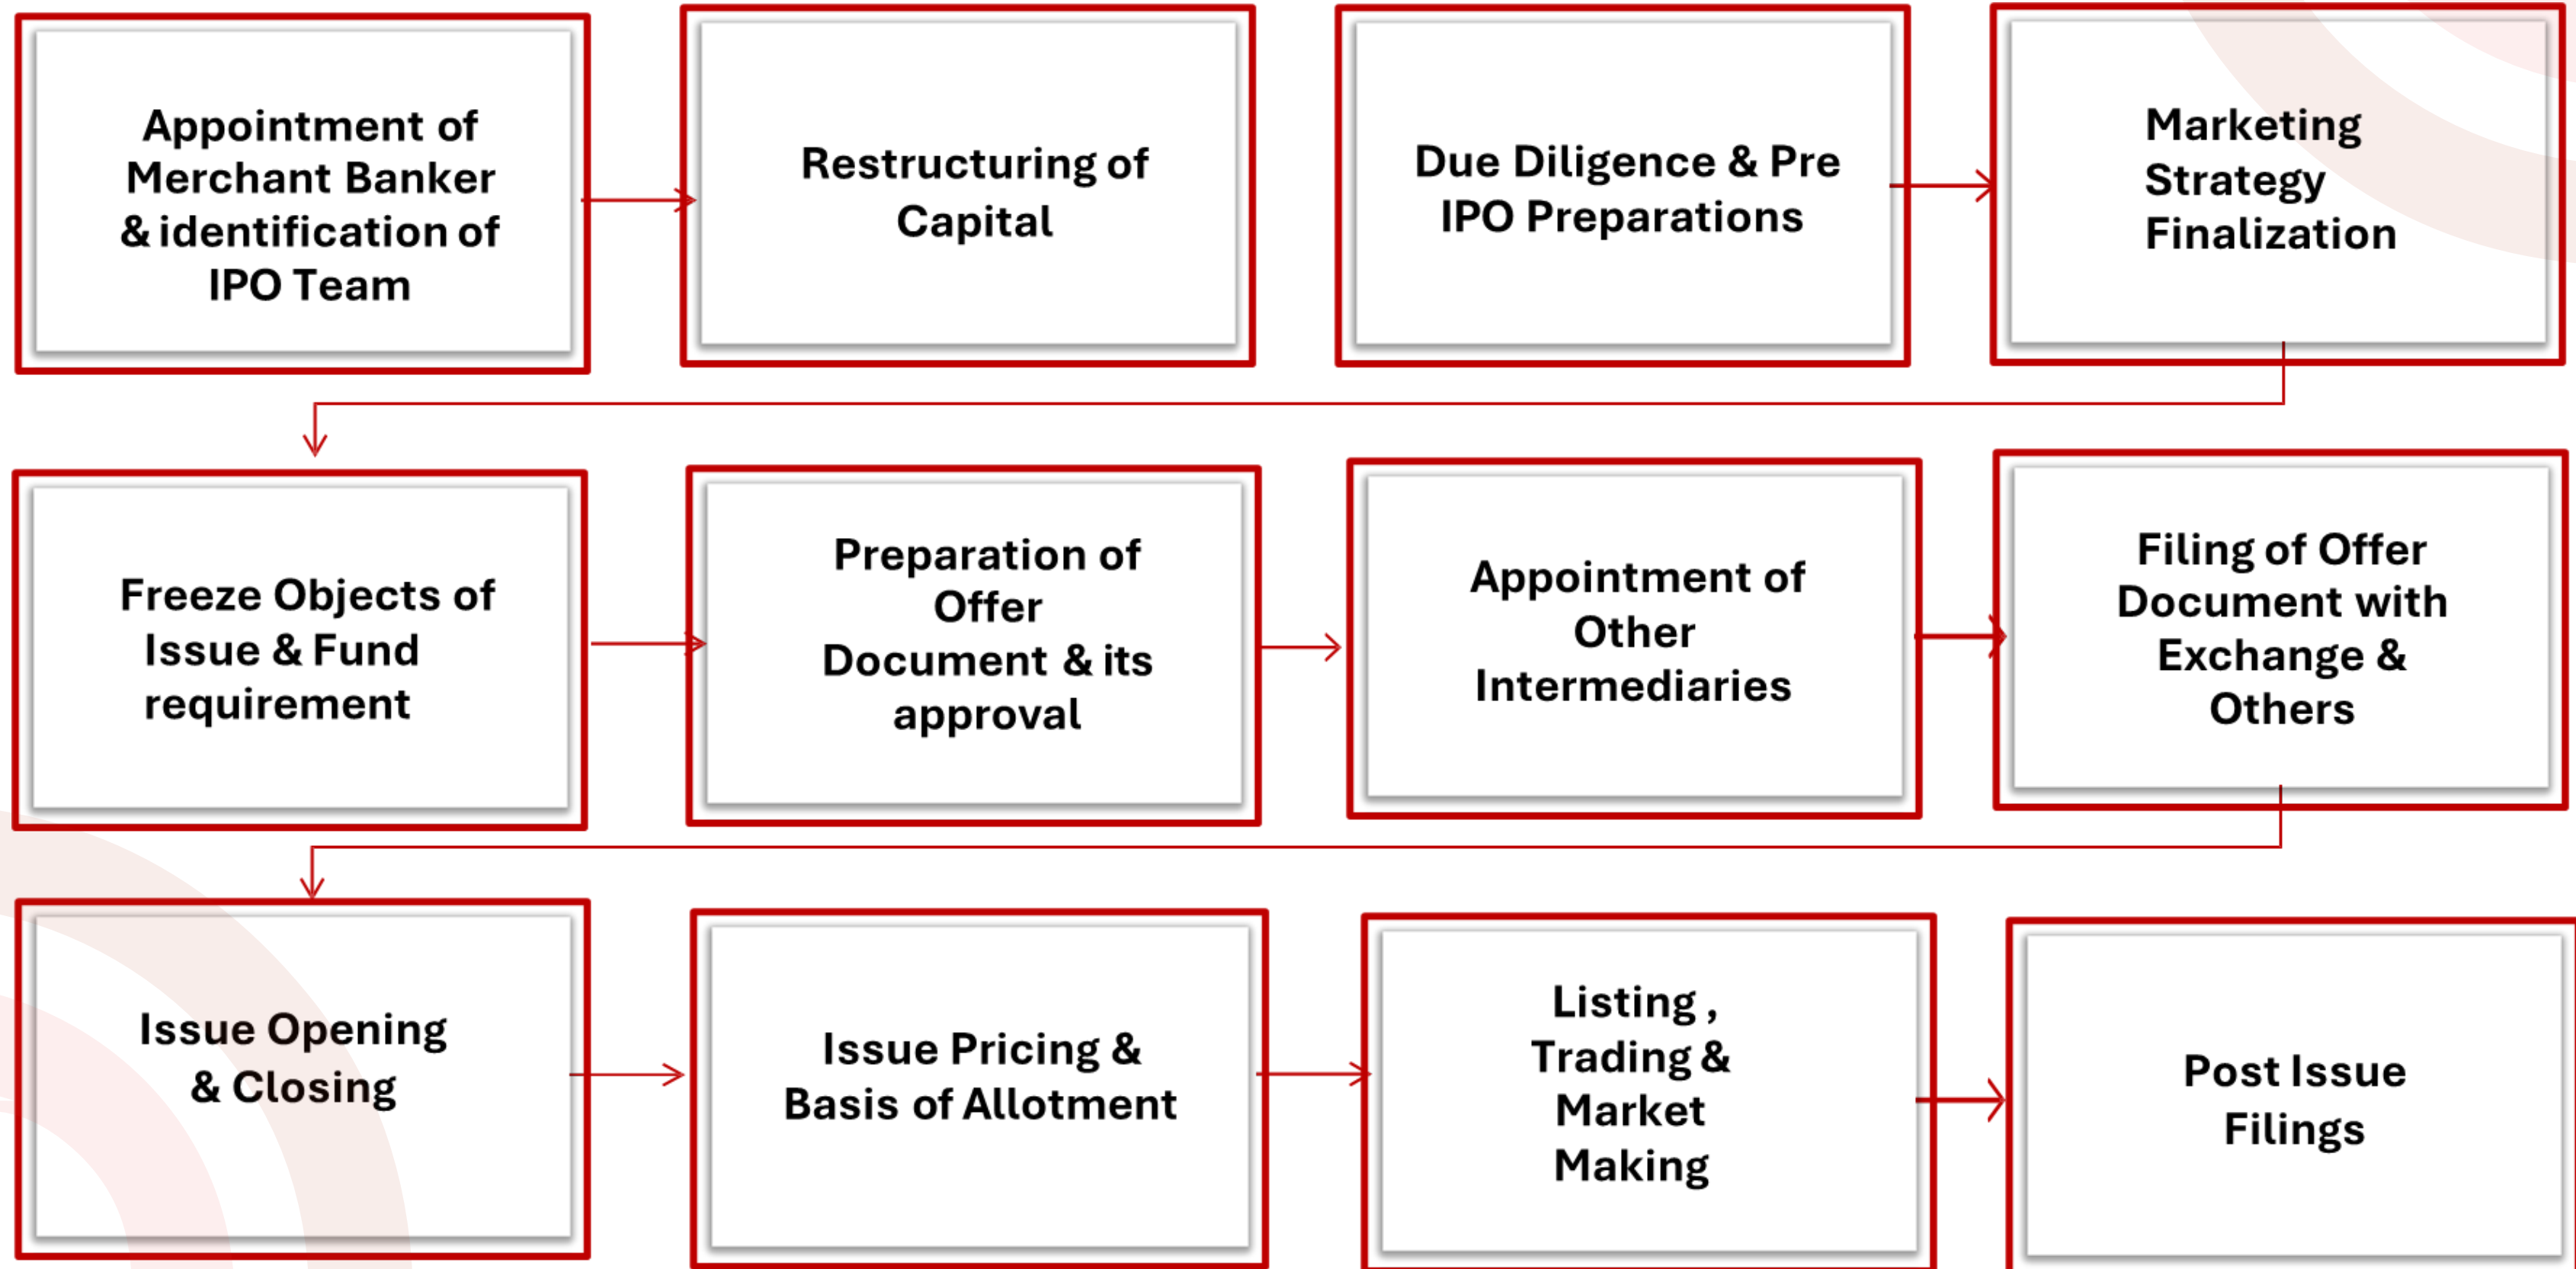 Appointment of
Merchant Banker
& identification of
IPO Team
Restructuring of
Capital
Due Diligence & Pre
IPO Preparations
Marketing
Strategy
Finalization
Freeze Objects of
Issue & Fund
requirement
Preparation of
Offer
Document & its
approval
Appointment of
Other
Intermediaries
Filing of Offer
Document with
Exchange &
Others
Issue Opening
& Closing
Issue Pricing &
Basis of Allotment
Listing ,
Trading &
Market
Making
Post Issue
Filings